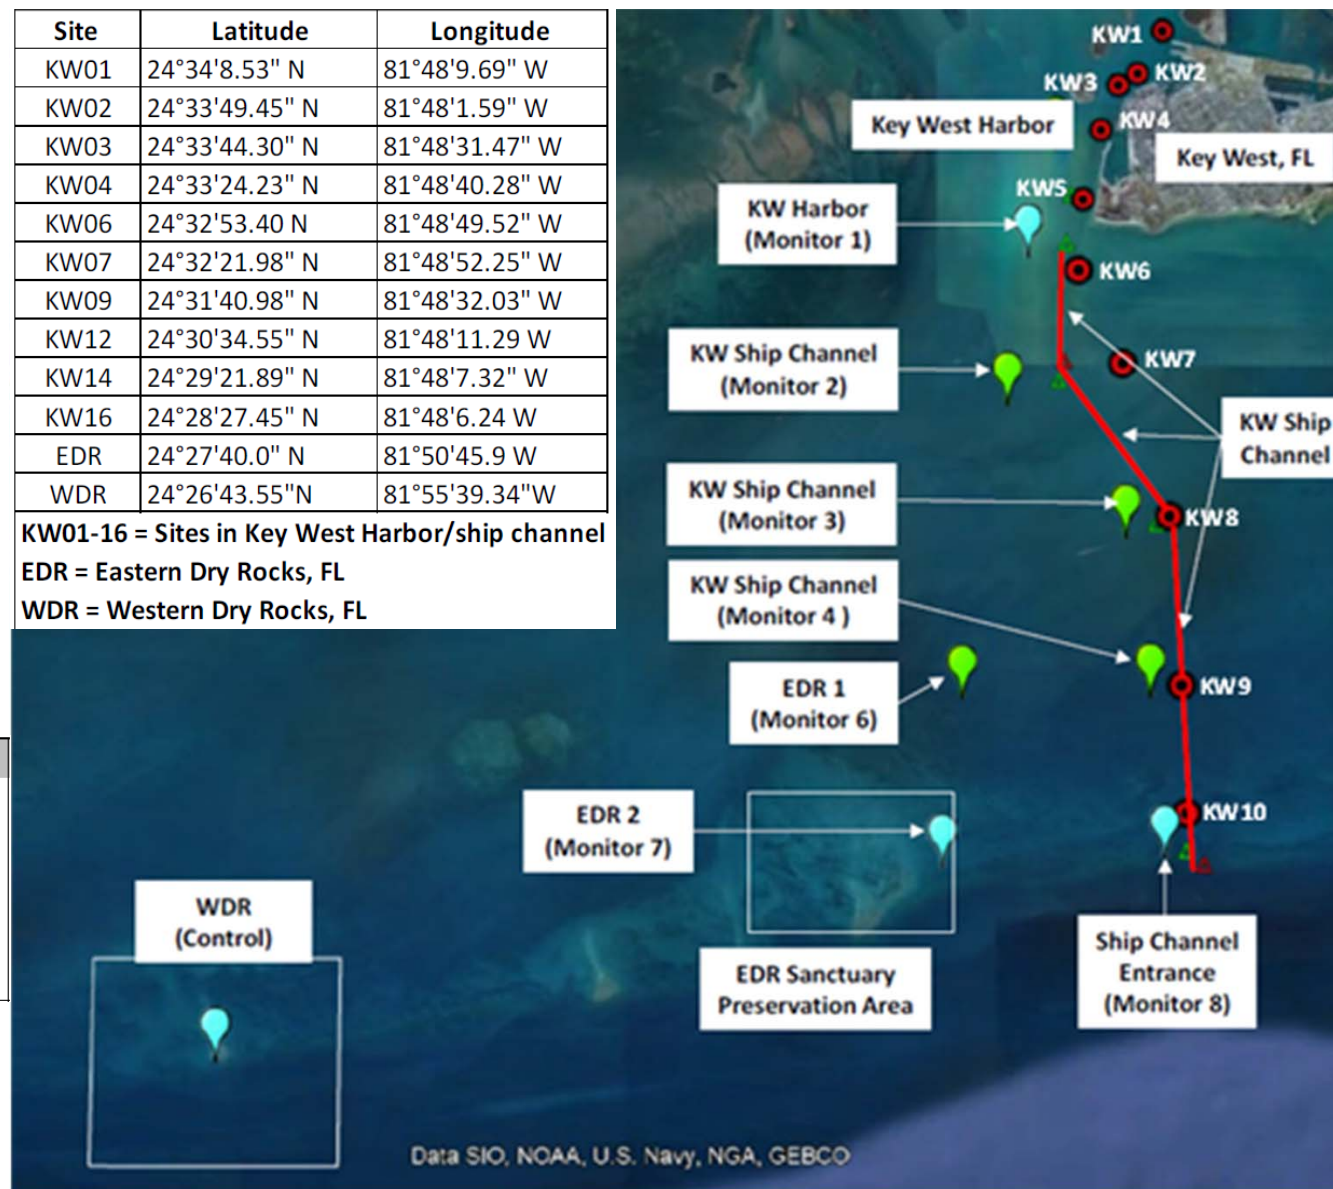 Site Latitude Longitude
KW01 24°34'8.53" N 81°48'9.69" W
KW02 24°33'49.45" N 81°48'1.59" W
KW03 24°33'44.30" N 81°48'31.47" W
KW04 24°33'24.23" N 81°48'40.28" W
KW06 24°32'53.40 N 81°48'49.52" W
KW07 24°32'21.98" N 81°48'52.25" W
KW09 24°31'40.98" N 81°48'32.03" W
KW12 24°30'34.55" N 81°48'11.29 W
KW14 24°29'21.89" N 81°48'7.32" W
KW16 24°28'27.45" N 81°48'6.24 W
EDR 24°27'40.0" N 81°50'45.9 W
WDR 24°26'43.55"N 81°55'39.34"W
KW01-16 = Sites in Key West Harbor/ship channel
EDR = Eastern Dry Rocks, FL
WDR = Western Dry Rocks, FL
KW1
KW2
KW3
KW4
Key West Harbor
Key West, FL
KW5
KW Harbor
(Monitor 1)
KW6
KW Ship Channel
(Monitor 2)
KW7
KW Ship
Channel
KW Ship Channel
(Monitor 3)
KW8
KW Ship Channel
(Monitor 4 )
EDR 1
(Monitor 6)
KW9
EDR 2
(Monitor 7)
KW10
WDR
(Control)
EDR Sanctuary
Preservation Area
Ship Channel
Entrance
(Monitor 8)
Data SIO, NOAA, U.S. Navy, NGA, GEBCO